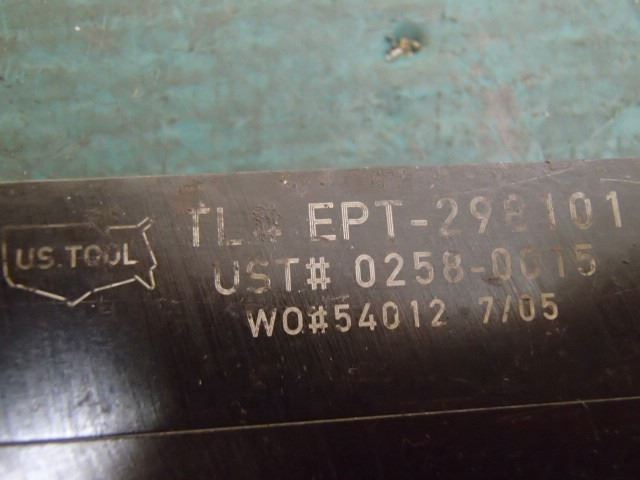 US. TOOL
TL# EPT-298101
UST# 0258-0015
WO#54012 7/05